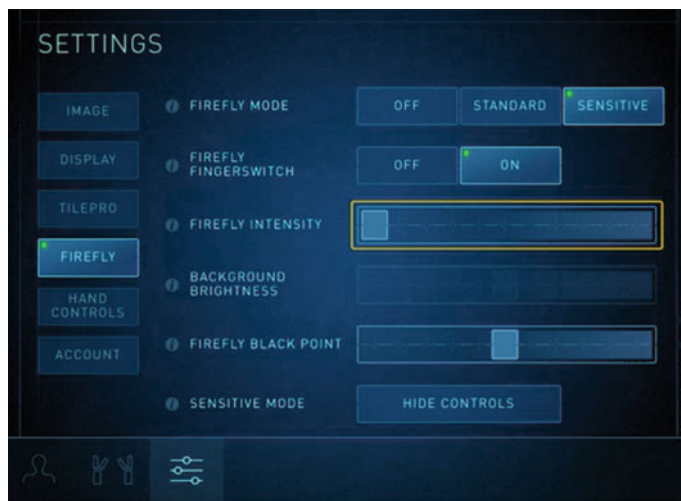 SETTINGS
IMAGE
DISPLAY
TILEPRO
FIREFLY
HAND
CONTROLS
ACCOUNT
FIREFLY MODE
OFF
STANDARD
SENSITIVE
FIREFLY
FINGERSWITCH
OFF
ON
FIREFLY INTENSITY
BACKGROUND
BRIGHTNESS
FIREFLY BLACK POINT
SENSITIVE MODE
HIDE CONTROLS